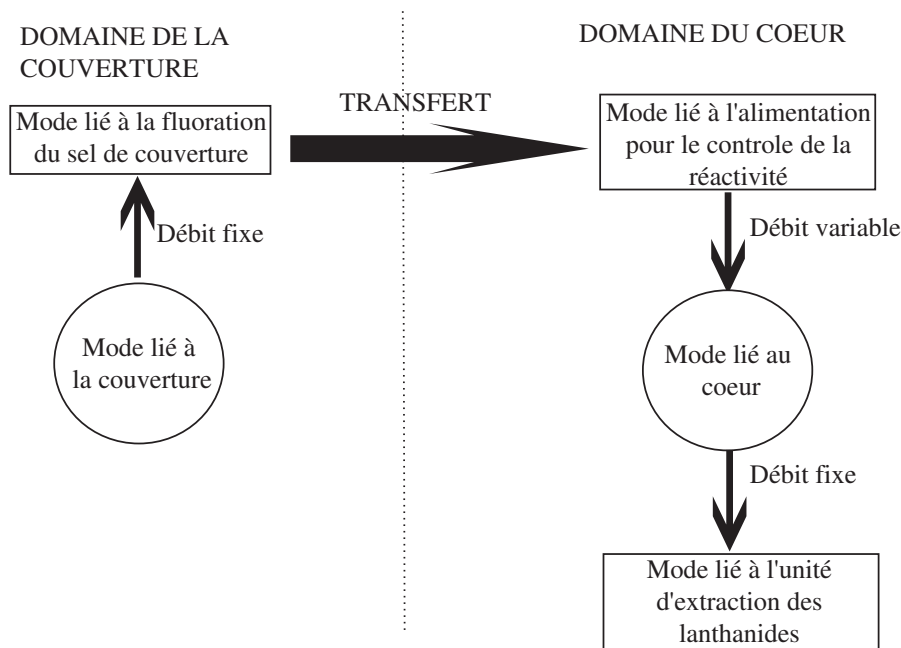 DOMAINE DE LA
COUVERTURE
DOMAINE DU COEUR
TRANSFERT
Mode lié à la fluoration
du sel de couverture
Mode lié à l'alimentation
pour le controle de la
réactivité
Débit fixe
Débit variable
Mode lié à
la couverture
Mode lié au
coeur
Débit fixe
Mode lié à l'unité
d'extraction des
lanthanides